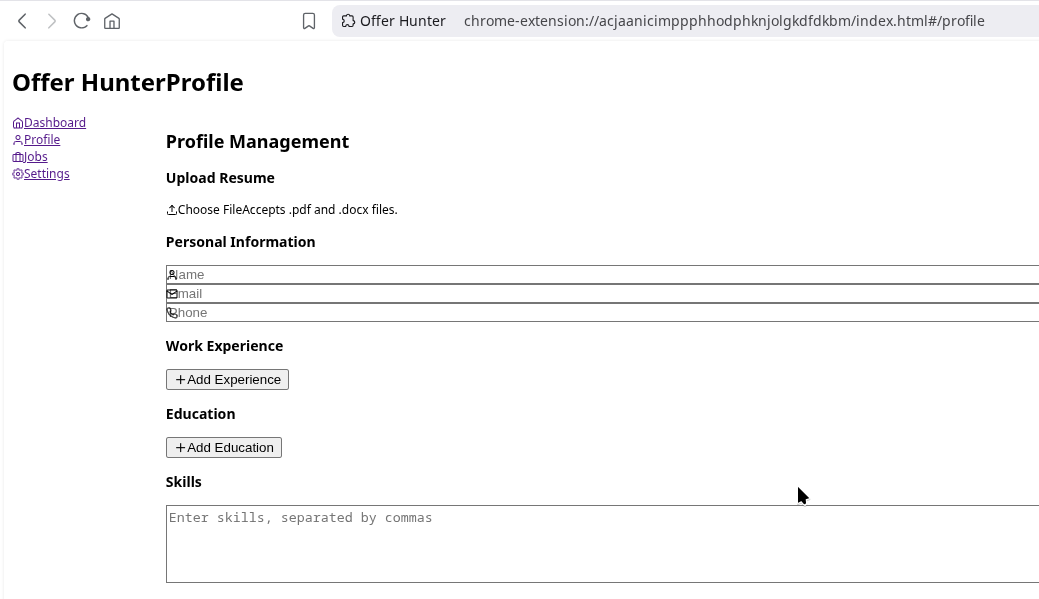 Offer Hunter chrome-extension://acjaanicimppphhodphknjolgkdfdkbm/index.html#/profile
Offer HunterProfile
Dashboard
Profile
Jobs
Settings
Profile Management
Upload Resume
Choose FileAccepts .pdf and .docx files.
Personal Information
Name
Email
Phone
Work Experience
Add Experience
Education
Add Education
Skills
Enter skills, separated by commas